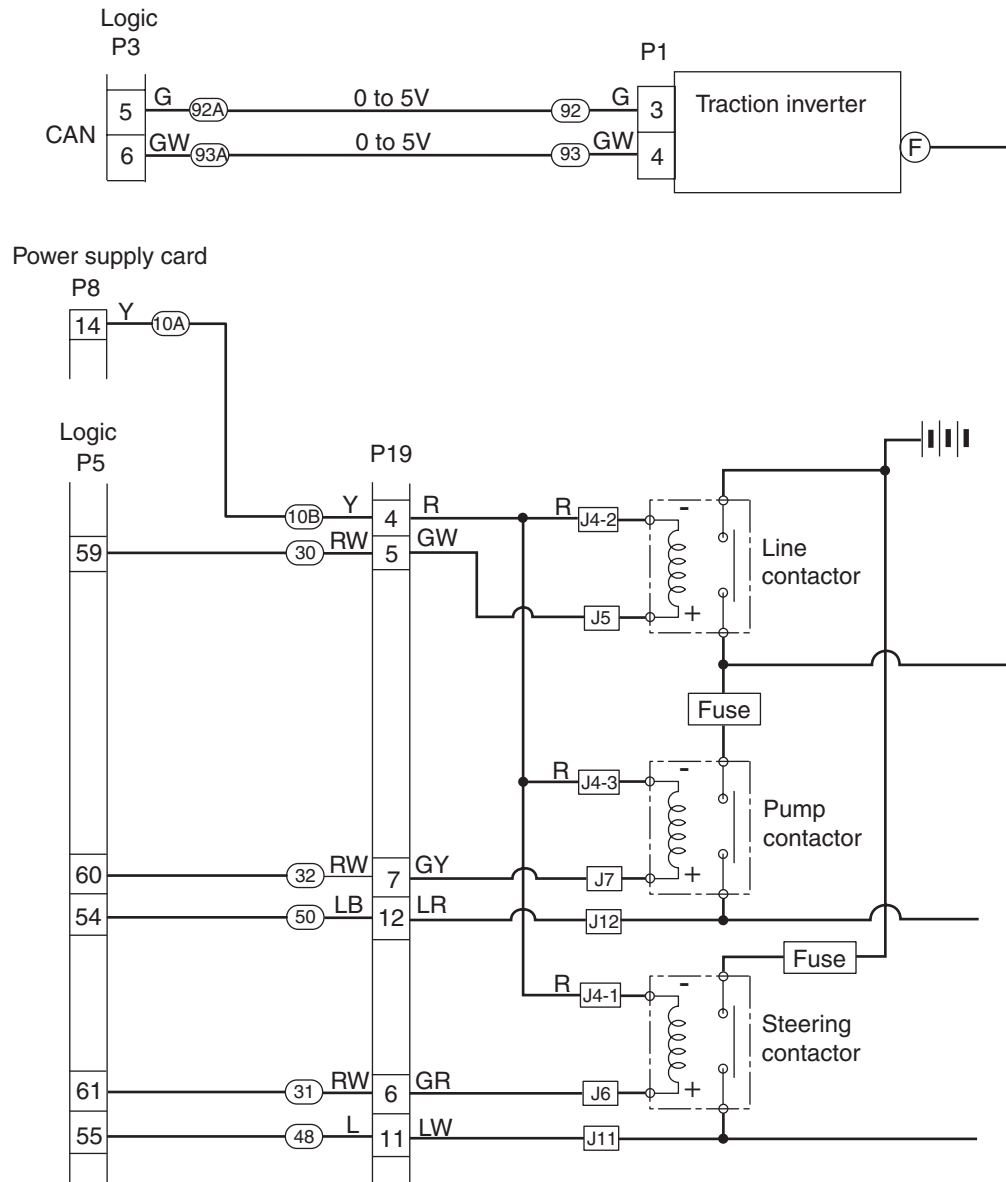 Logic
P3
P1
5 G 92A 0 to 5V 92 G 3 Traction inverter
CAN
6 GW 93A 0 to 5V 93 GW 4 F
Power supply card
P8
14 Y 10A
Logic
P5
P19
10B Y 4 R R J4-2 -
59 30 RW 5 GW
Line
contactor
J5 +
Fuse
R J4-3 -
Pump
contactor
60 32 RW 7 GY J7 +
54 50 LB 12 LR J12
Fuse
R J4-1 -
Steering
contactor
61 31 RW 6 GR J6 +
55 48 L 11 LW J11